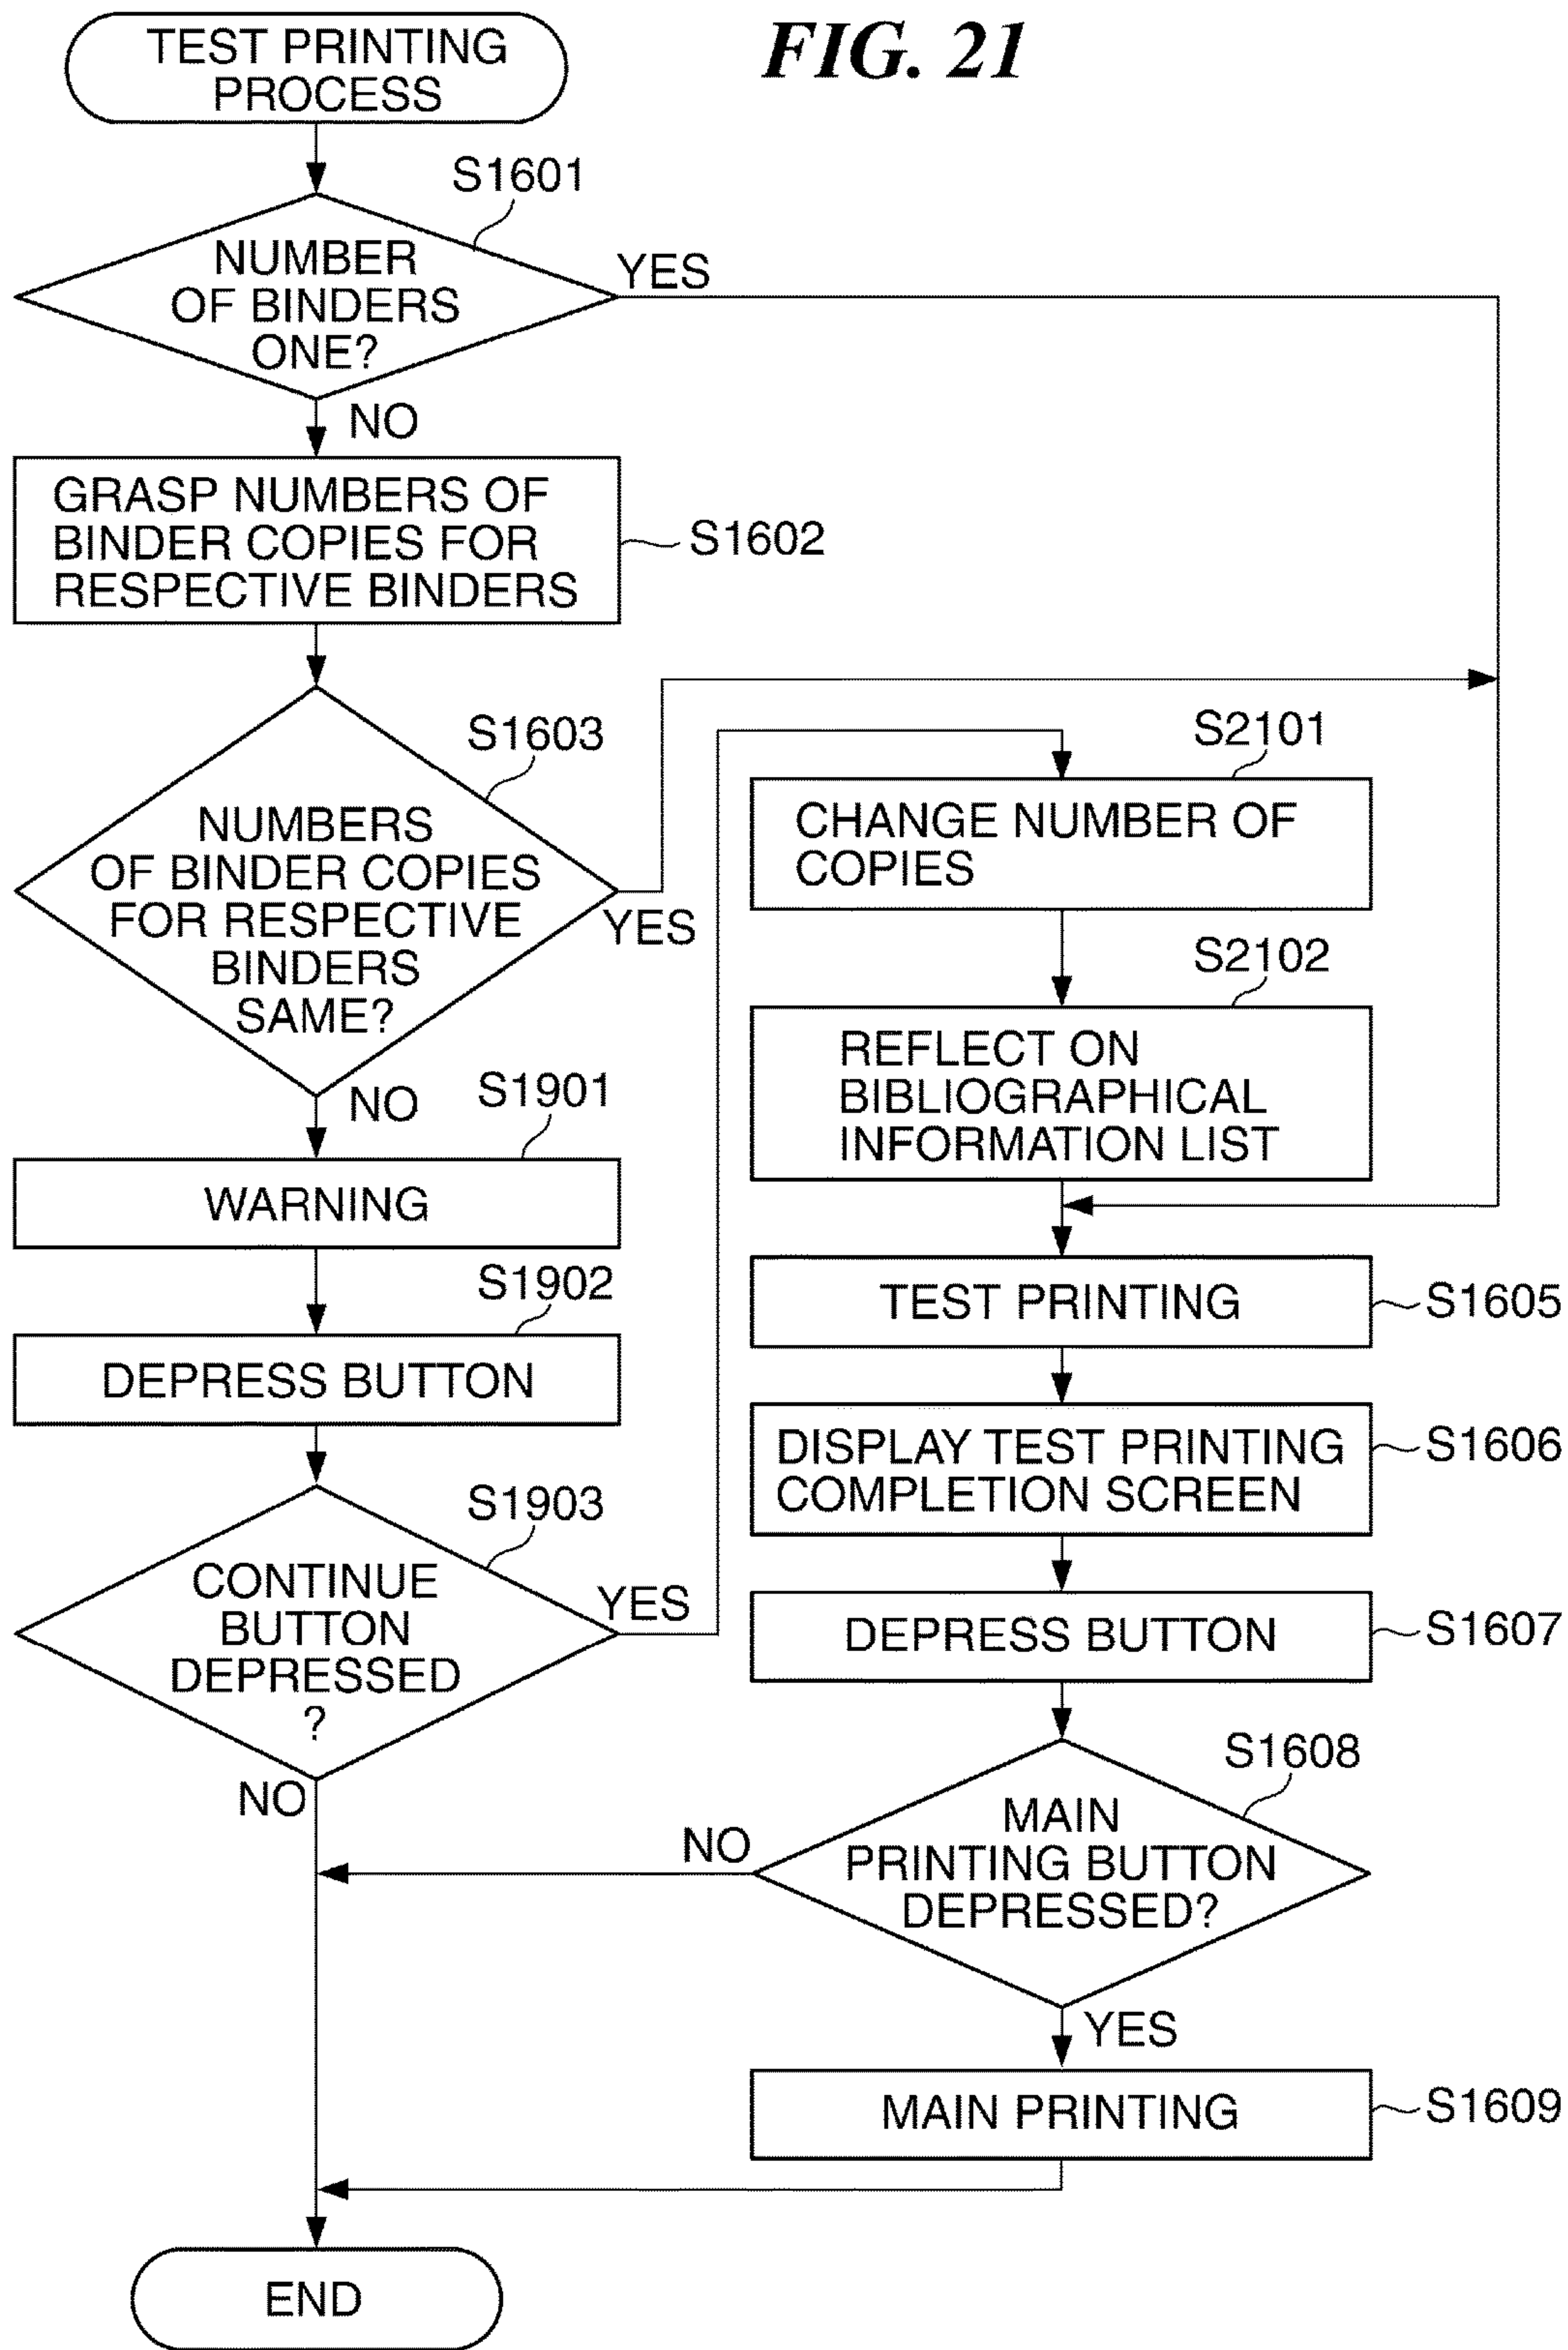 FIG. 21
TEST PRINTING
PROCESS
S1601
NUMBER
OF BINDERS
ONE?
YES
NO
GRASP NUMBERS OF
BINDER COPIES FOR
RESPECTIVE BINDERS
S1602
S1603
NUMBERS
OF BINDER COPIES
FOR RESPECTIVE
BINDERS
SAME?
YES
NO
S1901
WARNING
S1902
DEPRESS BUTTON
S1903
CONTINUE
BUTTON
DEPRESSED
?
YES
NO
S2101
CHANGE NUMBER OF
COPIES
S2102
REFLECT ON
BIBLIOGRAPHICAL
INFORMATION LIST
TEST PRINTING
S1605
DISPLAY TEST PRINTING
COMPLETION SCREEN
S1606
DEPRESS BUTTON
S1607
S1608
MAIN
PRINTING BUTTON
DEPRESSED?
NO
YES
MAIN PRINTING
S1609
END